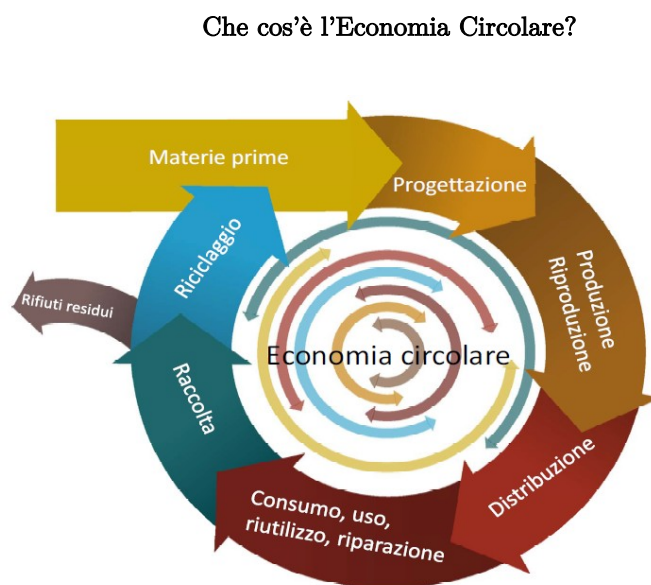 Che cos'è l'Economia Circolare?
Materie prime
Progettazione
Produzione
Riproduzione
Distribuzione
Consumo, uso,
riutilizzo, riparazione
Raccolta
Riciclaggio
Rifiuti residui
Economia circolare